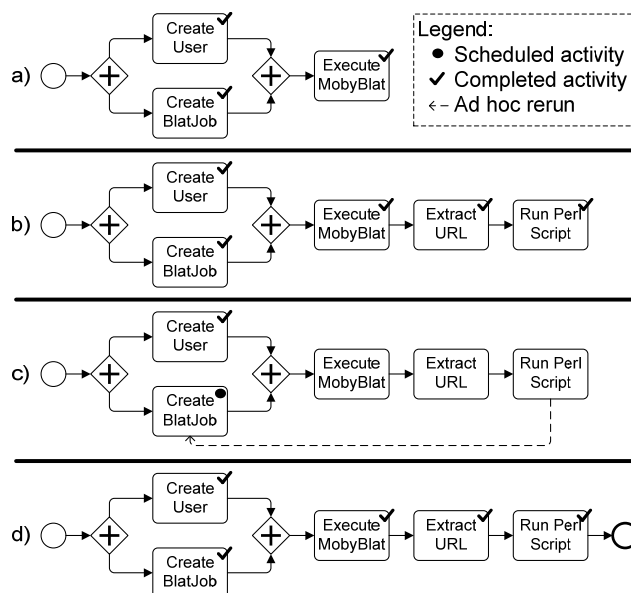 Legend:
Scheduled activity
Completed activity
Ad hoc rerun
a)
Create
User
Create
BlatJob
Execute
MobyBlat
b)
Create
User
Create
BlatJob
Execute
MobyBlat
Extract
URL
Run Perl
Script
c)
Create
User
Create
BlatJob
Execute
MobyBlat
Extract
URL
Run Perl
Script
d)
Create
User
Create
BlatJob
Execute
MobyBlat
Extract
URL
Run Perl
Script